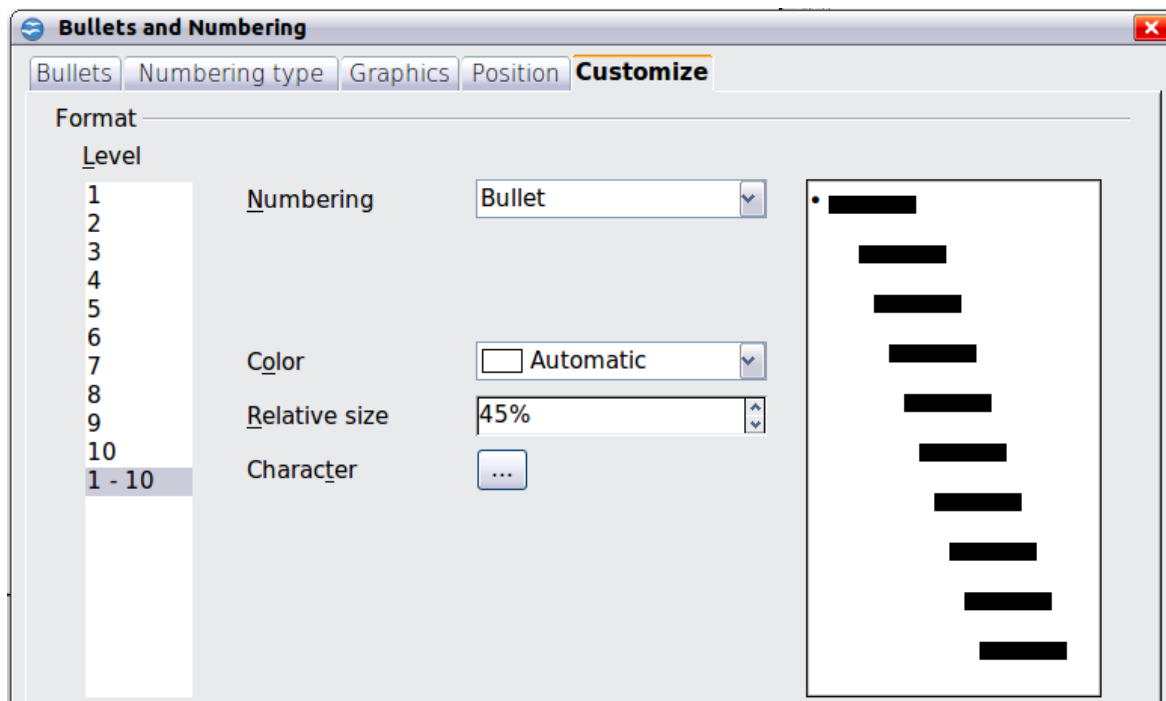 Bullets and Numbering
Bullets Numbering type Graphics Position Customize
Format
Level
1
2
3
4
5
6
7
8
9
10
1 - 10
Numbering Bullet
Color Automatic
Relative size 45%
Character ...